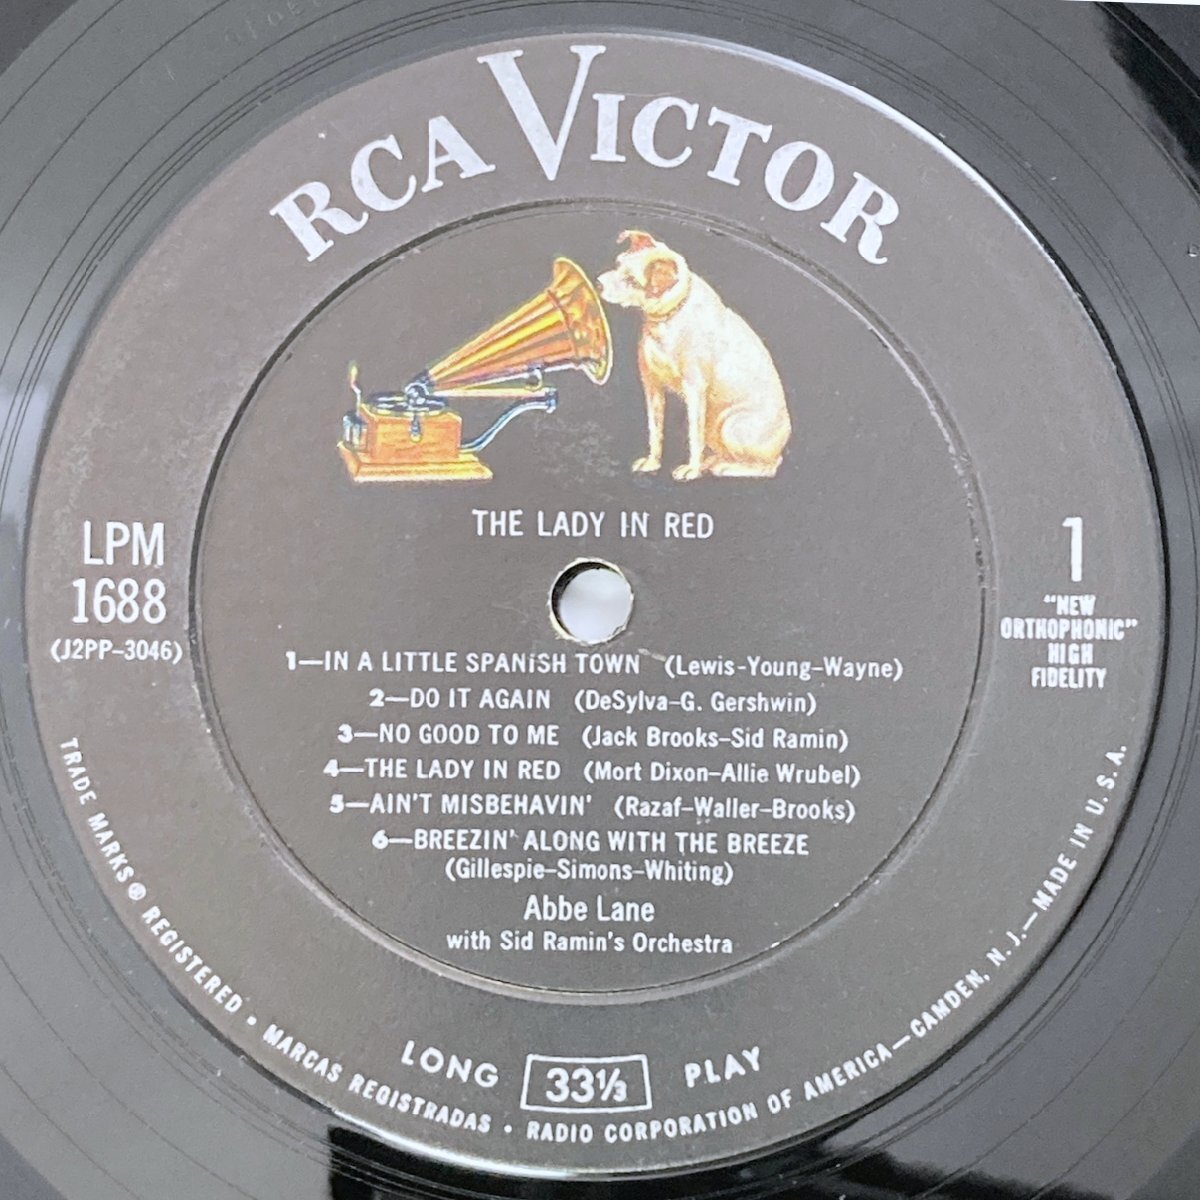 RCA VICTOR
THE LADY IN RED
LPM
1688
(J2PP-3046)
1
"NEW
ORTHOPHONIC"
HIGH
FIDELITY
1—IN A LITTLE SPANISH TOWN (Lewis-Young-Wayne)
2—DO IT AGAIN (DeSylva-G. Gershwin)
3—NO GOOD TO ME (Jack Brooks-Sid Ramin)
4—THE LADY IN RED (Mort Dixon-Allie Wrubel)
5—AIN'T MISBEHAVIN' (Razaf-Waller-Brooks)
6—BREEZIN' ALONG WITH THE BREEZE
(Gillespie-Simons-Whiting)
Abbe Lane
with Sid Ramin's Orchestra
LONG 33⅓ PLAY
TRADE MARKS ® REGISTERED • MARCAS REGISTRADAS • RADIO CORPORATION OF AMERICA—CAMDEN, N. J.—MADE IN U. S. A.